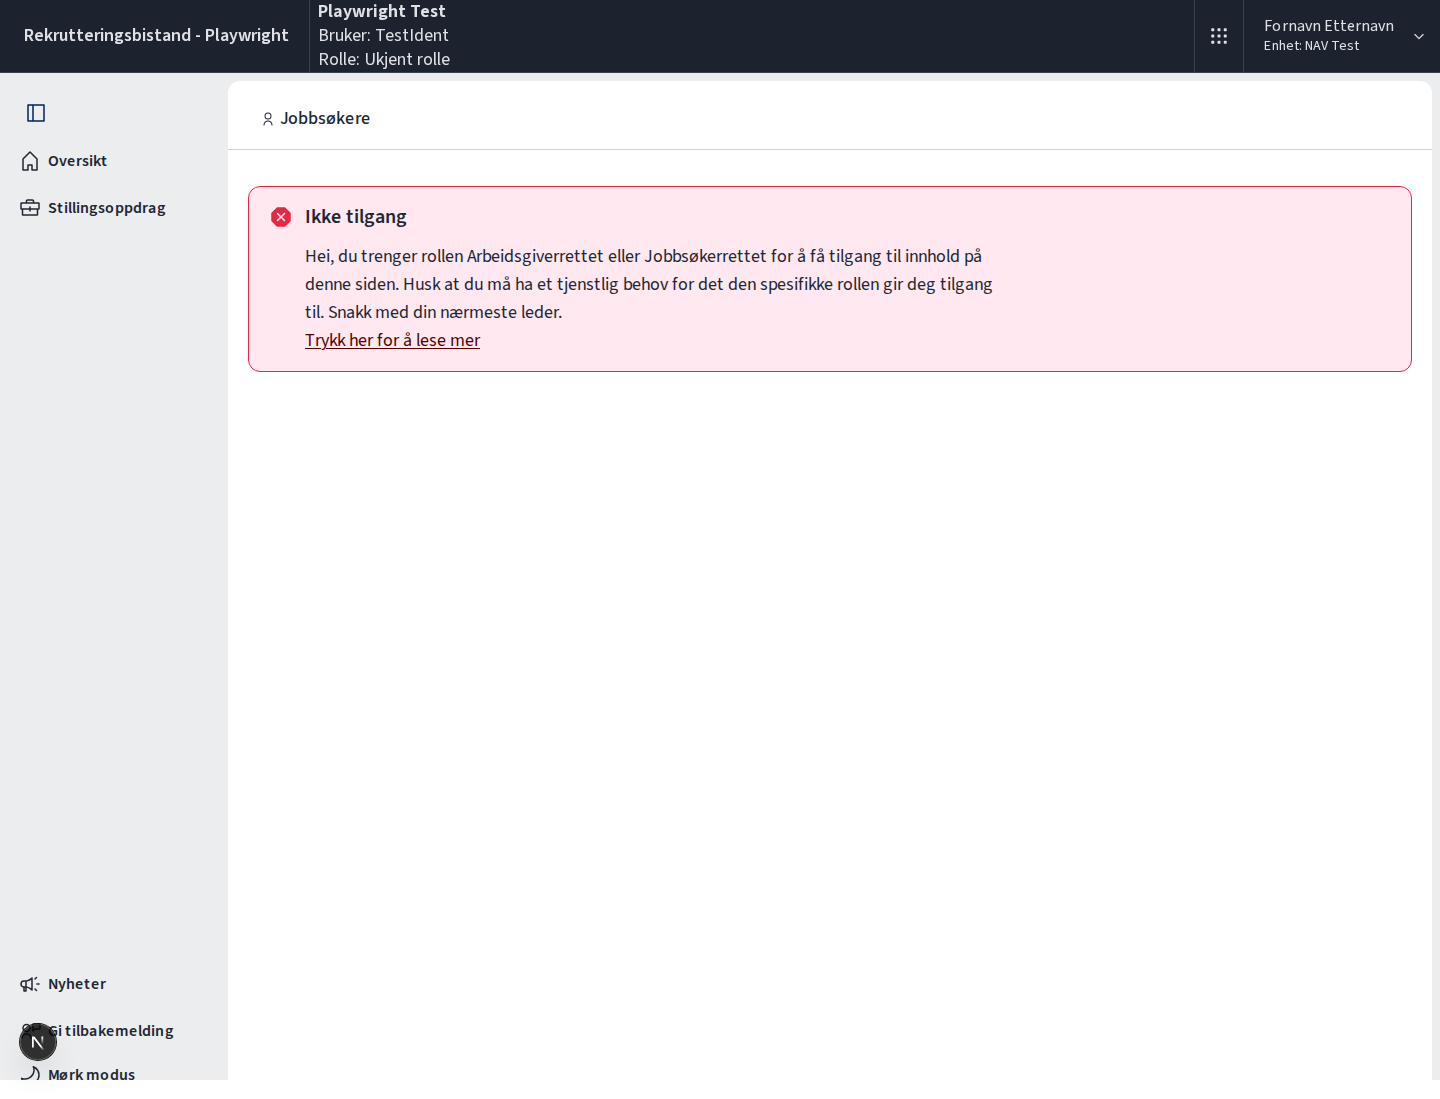 Rekrutteringsbistand - Playwright
Playwright Test
Bruker: TestIdent
Rolle: Ukjent rolle
Fornavn Etternavn
Enhet: NAV Test
Oversikt
Stillingsoppdrag
Jobbsøkere
Ikke tilgang
Hei, du trenger rollen Arbeidsgiverrettet eller Jobbsøkerrettet for å få tilgang til innhold på
denne siden. Husk at du må ha et tjenstlig behov for det den spesifikke rollen gir deg tilgang
til. Snakk med din nærmeste leder.
Trykk her for å lese mer
Nyheter
Gi tilbakemelding
N
Mørk modus